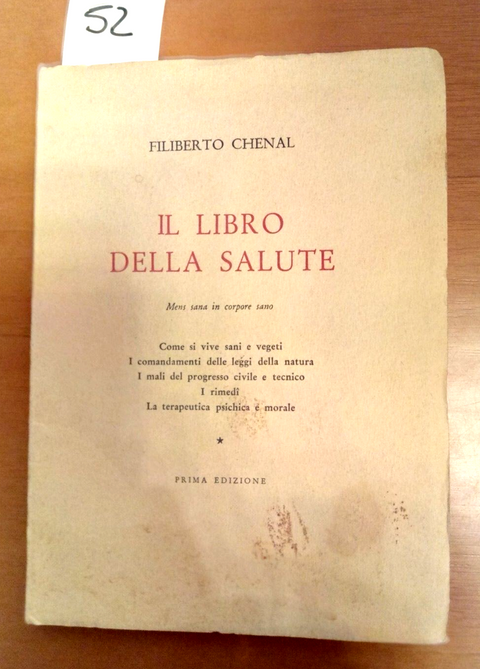 52
FILIBERTO CHENAL
IL LIBRO
DELLA SALUTE
Mens sana in corpore sano
Come si vive sani e vegeti
I comandamenti delle leggi della natura
I mali del progresso civile e tecnico
I rimedî
La terapeutica psichica e morale
*
PRIMA EDIZIONE